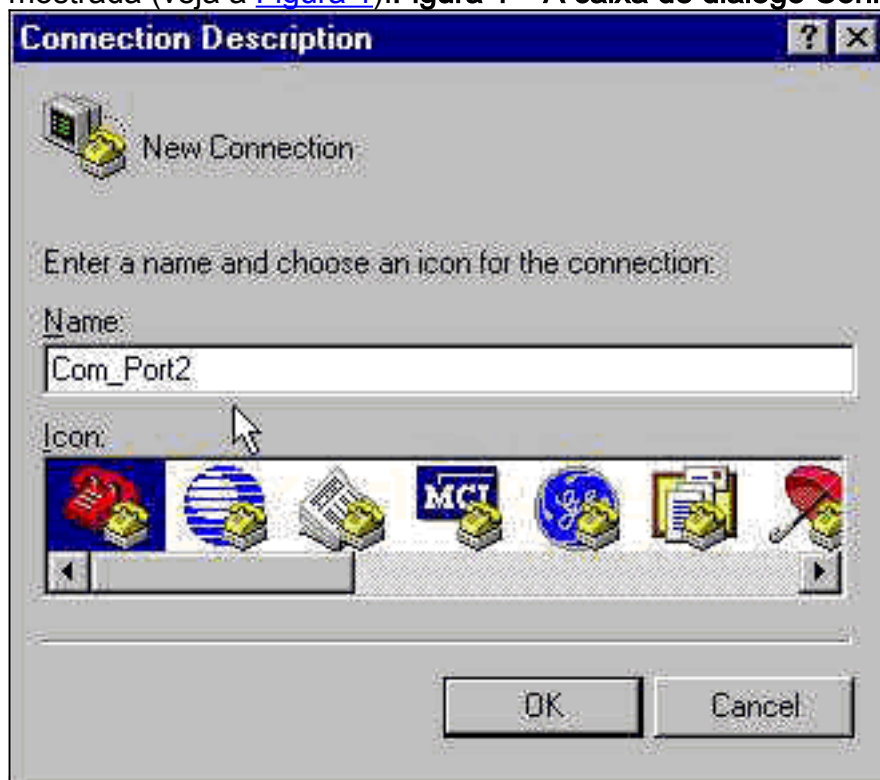 mostrada (veja a Figura 1).Figura 1 – A caixa de diálogo
Connection Description
New Connection
Enter a name and choose an icon for the connection:
Name:
Com_Port2
Icon:
MCI
ge
OK
Cancel